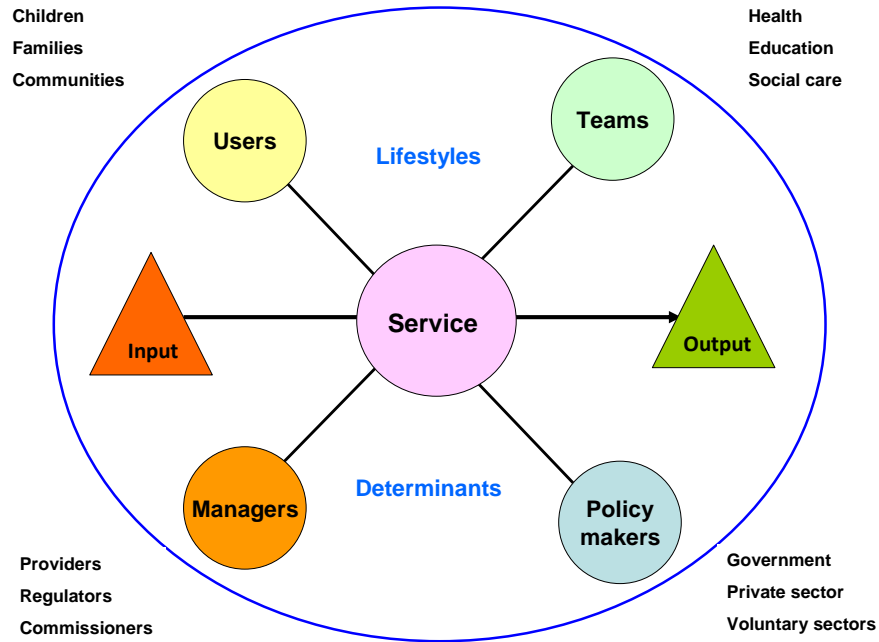 Children
Families
Communities
Health
Education
Social care
Users
Teams
Lifestyles
Input
Service
Output
Managers
Determinants
Policy
makers
Providers
Regulators
Commissioners
Government
Private sector
Voluntary sectors